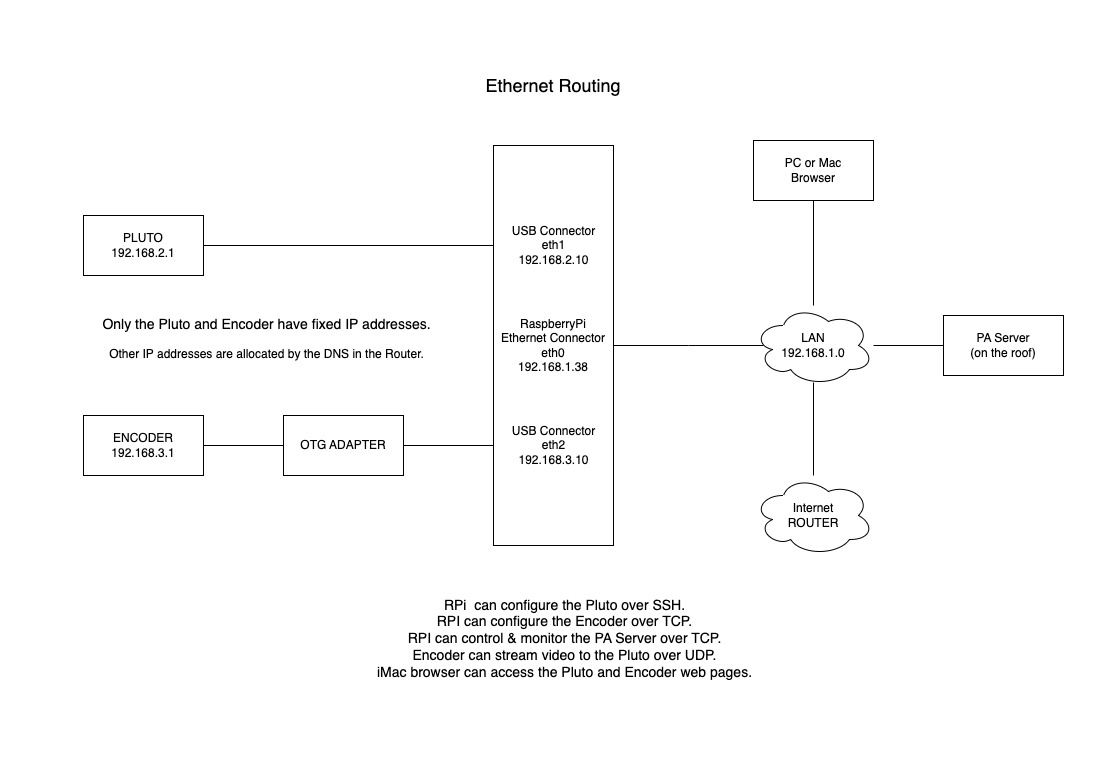 Ethernet Routing
PC or Mac
Browser
PLUTO
192.168.2.1
USB Connector
eth1
192.168.2.10
Only the Pluto and Encoder have fixed IP addresses.
Other IP addresses are allocated by the DNS in the Router.
RaspberryPi
Ethernet Connector
eth0
192.168.1.38
LAN
192.168.1.0
PA Server
(on the roof)
ENCODER
192.168.3.1
OTG ADAPTER
USB Connector
eth2
192.168.3.10
Internet
ROUTER
RPi  can configure the Pluto over SSH.
RPI can configure the Encoder over TCP.
RPI can control & monitor the PA Server over TCP.
Encoder can stream video to the Pluto over UDP.
iMac browser can access the Pluto and Encoder web pages.